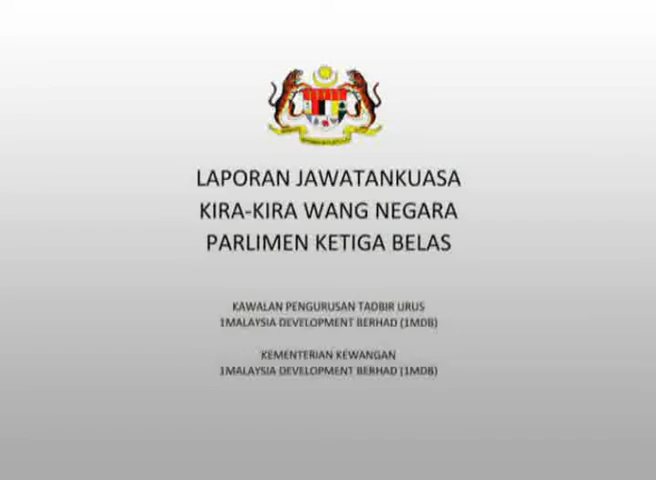 LAPORAN JAWATANKUASA
KIRA-KIRA WANG NEGARA
PARLIMEN KETIGA BELAS
KAWALAN PENGURUSAN TADBIR URUS
1MALAYSIA DEVELOPMENT BERHAD (1MDB)
KEMENTERIAN KEWANGAN
1MALAYSIA DEVELOPMENT BERHAD (1MDB)